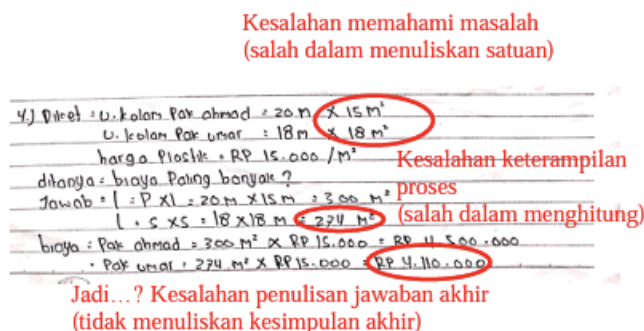 Kesalahan memahami masalah
(salah dalam menuliskan satuan)
4.) Diket : U. kolam Pak ahmad = 20 m X 15 m²
U. kolam Pak umar : 18 m X 18 m²
harga Plastik = RP 15.000 /m²
ditanya = biaya Paling banyak ?
Kesalahan keterampilan
proses
(salah dalam menghitung)
Jawab = L = P X l = 20 m X 15 m = 300 m²
L = S X S = 18 X 18 m = 274 m²
biaya = Pak ahmad = 300 m² X RP 15.000 = RP 4.500.000
• Pak umar = 274 m² X RP 15.000 = RP 4.110.000
Jadi...? Kesalahan penulisan jawaban akhir
(tidak menuliskan kesimpulan akhir)